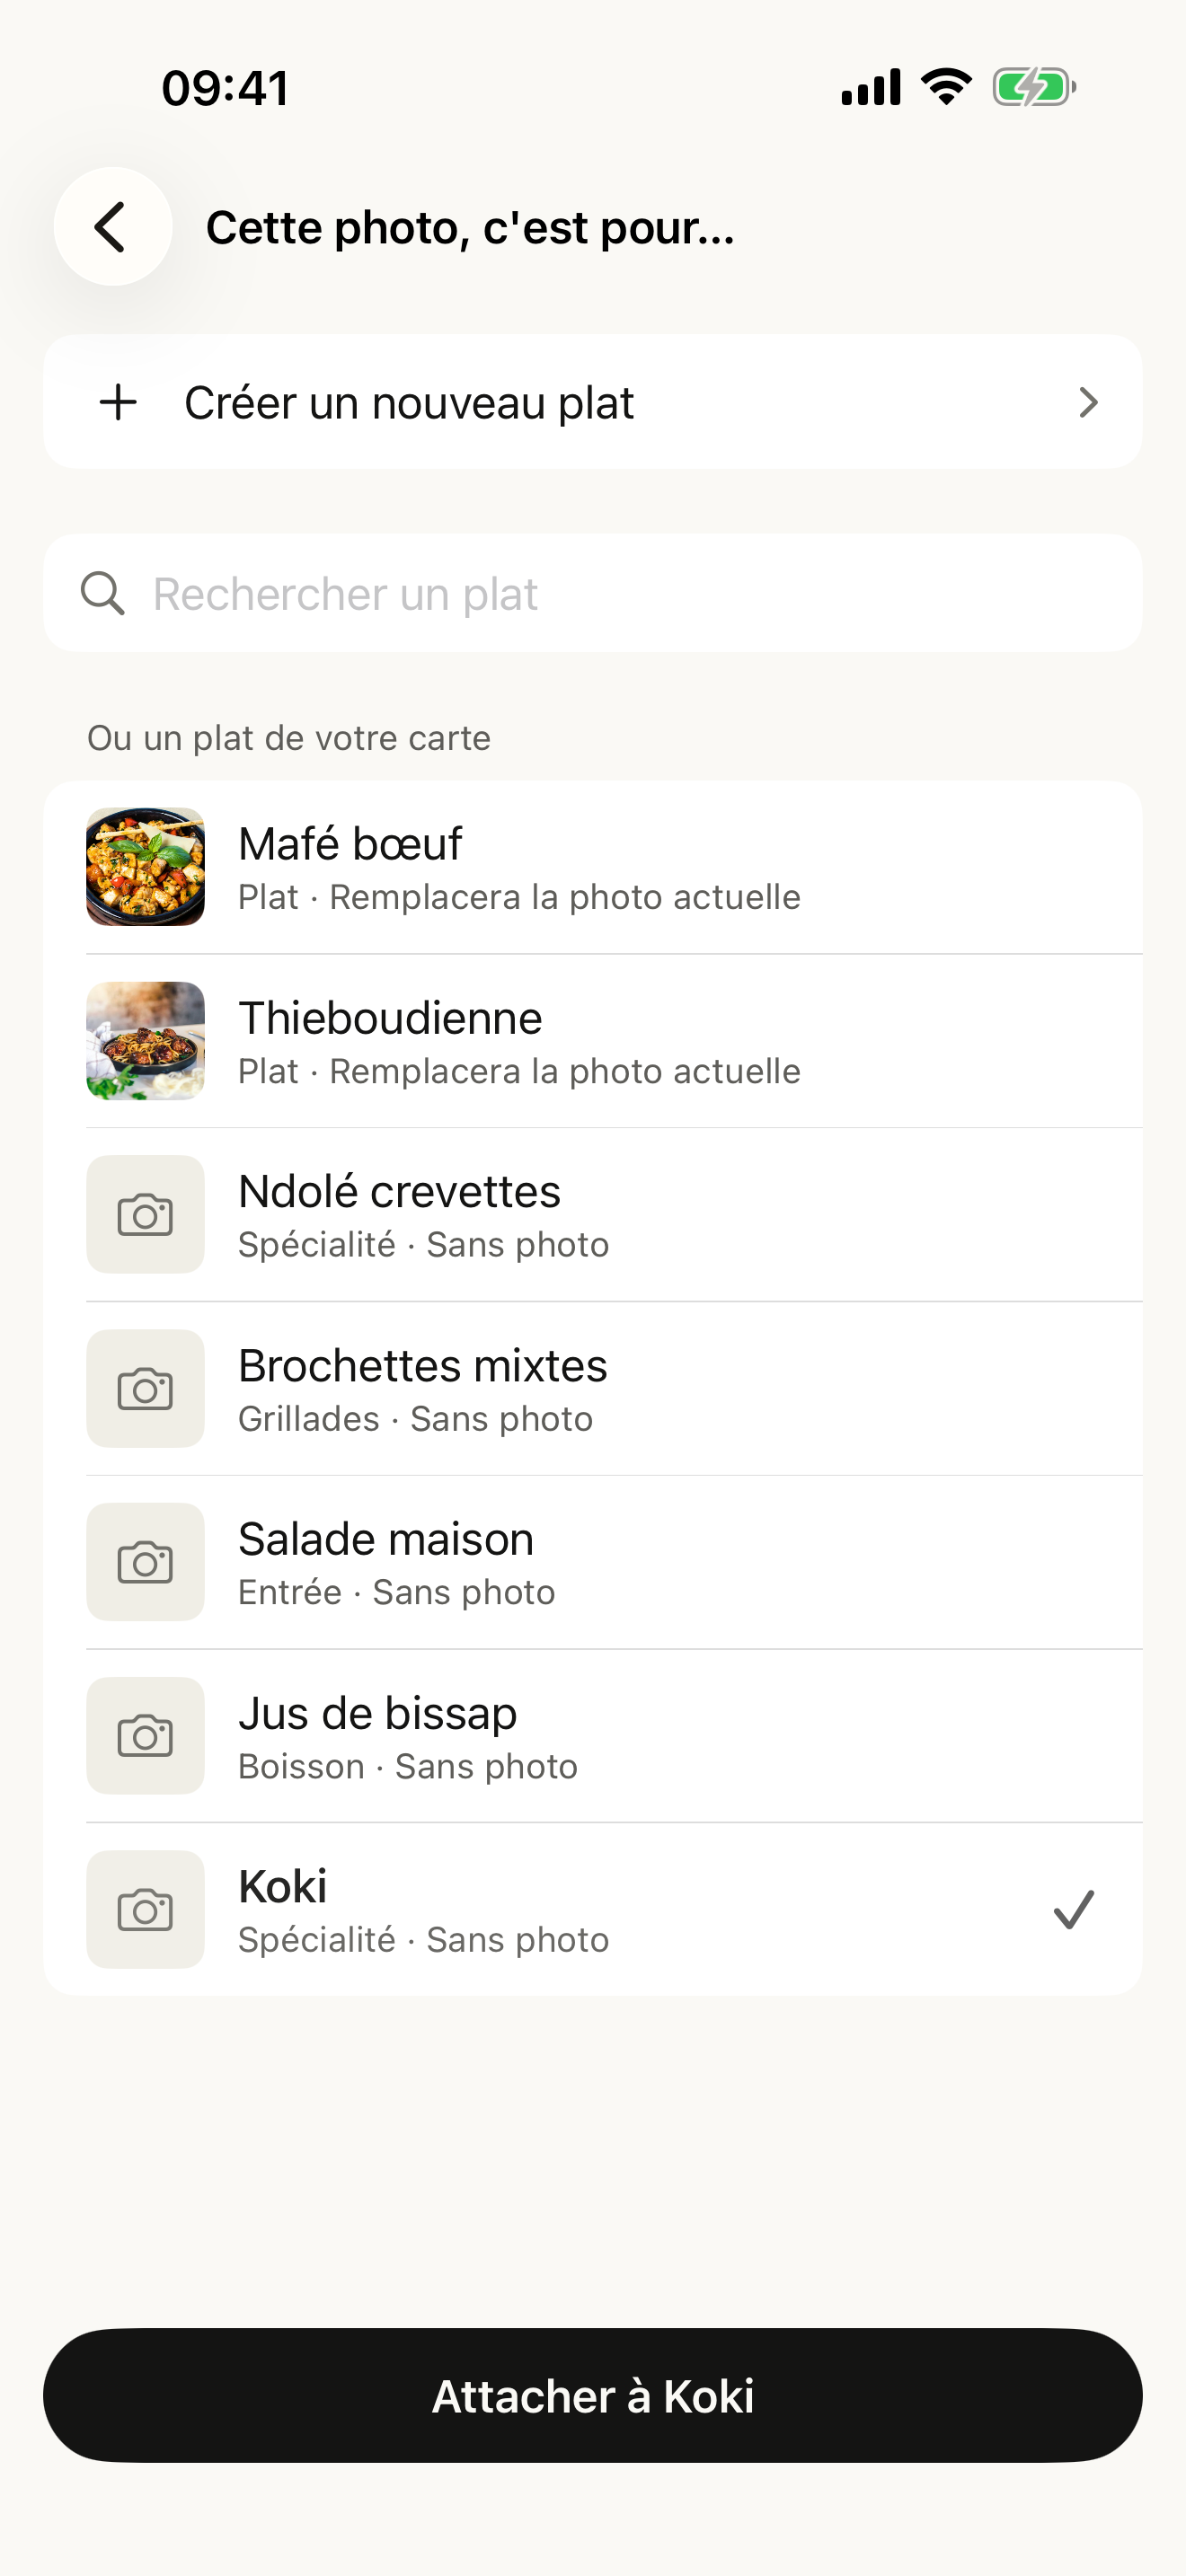 09:41
Cette photo, c'est pour...
Créer un nouveau plat
Rechercher un plat
Ou un plat de votre carte
Mafé bœuf
Plat · Remplacera la photo actuelle
Thieboudienne
Plat · Remplacera la photo actuelle
Ndolé crevettes
Spécialité · Sans photo
Brochettes mixtes
Grillades · Sans photo
Salade maison
Entrée · Sans photo
Jus de bissap
Boisson · Sans photo
Koki
Spécialité · Sans photo
Attacher à Koki